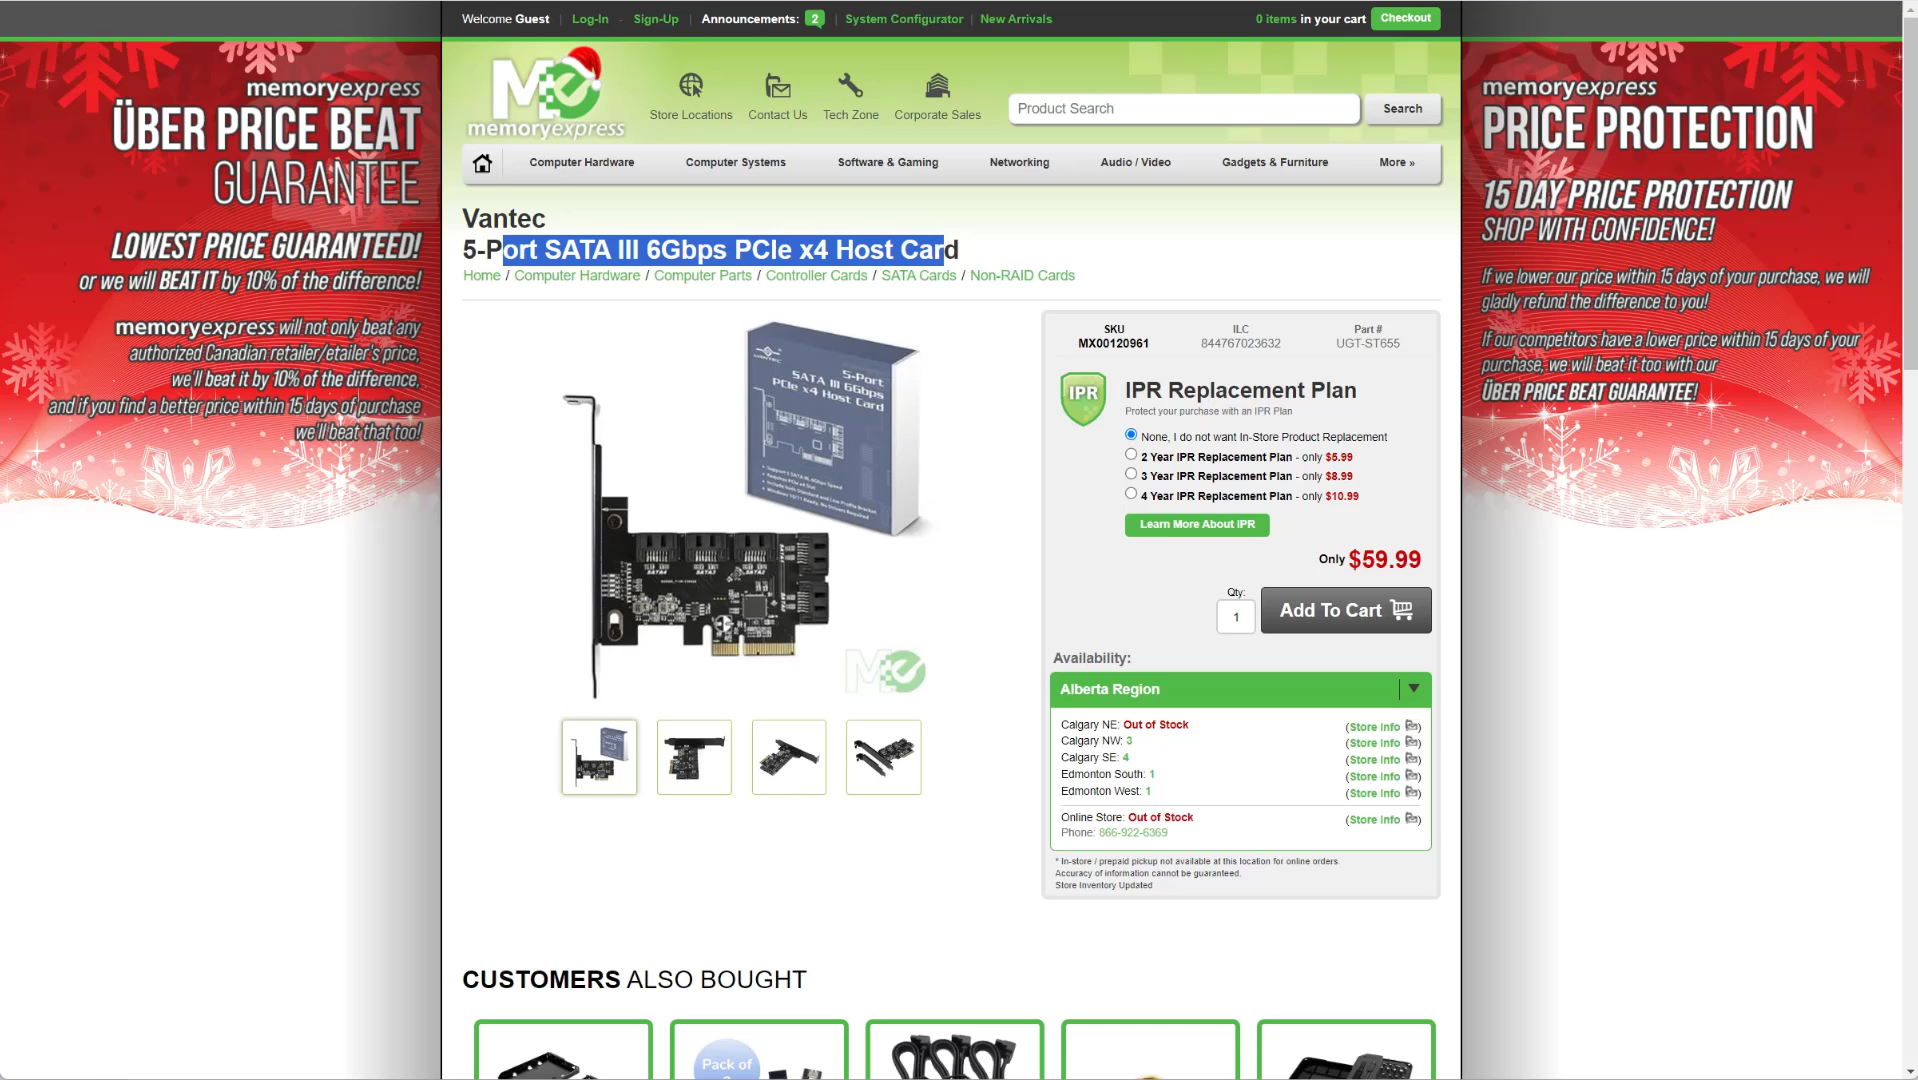 Welcome Guest | Log-In - Sign-Up | Announcements: 2 | System Configurator | New Arrivals
0 items in your cart Checkout
memoryexpress
ÜBER PRICE BEAT
GUARANTEE
LOWEST PRICE GUARANTEED!
or we will BEAT IT by 10% of the difference!
memoryexpress will not only beat any
authorized Canadian retailer/etailer's price,
we'll beat it by 10% of the difference,
and if you find a better price within 15 days of purchase
we'll beat that too!
memoryexpress
Store Locations
Contact Us
Tech Zone
Corporate Sales
Product Search
Search
Computer Hardware
Computer Systems
Software & Gaming
Networking
Audio / Video
Gadgets & Furniture
More »
memoryexpress
PRICE PROTECTION
15 DAY PRICE PROTECTION
SHOP WITH CONFIDENCE!
If we lower our price within 15 days of your purchase, we will
gladly refund the difference to you!
If our competitors have a lower price within 15 days of your
purchase, we will beat it too with our
ÜBER PRICE BEAT GUARANTEE!
Vantec
5-Port SATA III 6Gbps PCIe x4 Host Card
Home / Computer Hardware / Computer Parts / Controller Cards / SATA Cards / Non-RAID Cards
VANTEC
5-Port
SATA III 6Gbps
PCIe x4 Host Card
SATA4
SATA3
SATA2
Me
SKU
MX00120961
ILC
844767023632
Part #
UGT-ST655
IPR
IPR Replacement Plan
Protect your purchase with an IPR Plan
None, I do not want In-Store Product Replacement
2 Year IPR Replacement Plan - only $5.99
3 Year IPR Replacement Plan - only $8.99
4 Year IPR Replacement Plan - only $10.99
Learn More About IPR
Only $59.99
Qty:
1
Add To Cart
Availability:
Alberta Region
Calgary NE: Out of Stock (Store Info)
Calgary NW: 3 (Store Info)
Calgary SE: 4 (Store Info)
Edmonton South: 1 (Store Info)
Edmonton West: 1 (Store Info)
Online Store: Out of Stock (Store Info)
Phone: 866-922-6369
* In-store / prepaid pickup not available at this location for online orders.
Accuracy of information cannot be guaranteed.
Store Inventory Updated
CUSTOMERS ALSO BOUGHT
Pack of